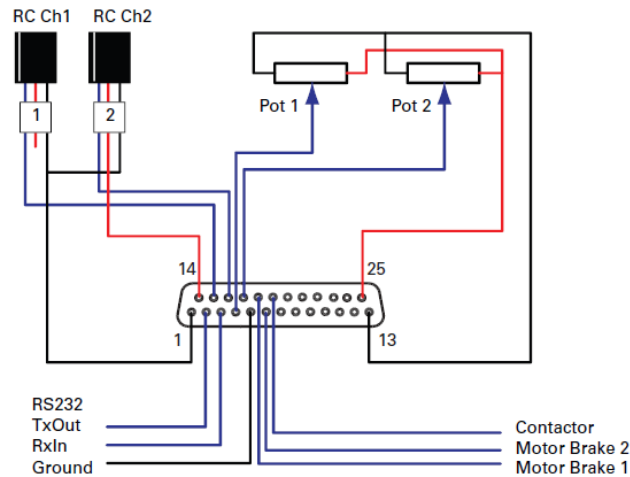 RC Ch1
RC Ch2
1
2
Pot 1
Pot 2
14
25
1
13
RS232
TxOut
RxIn
Ground
Contactor
Motor Brake 2
Motor Brake 1